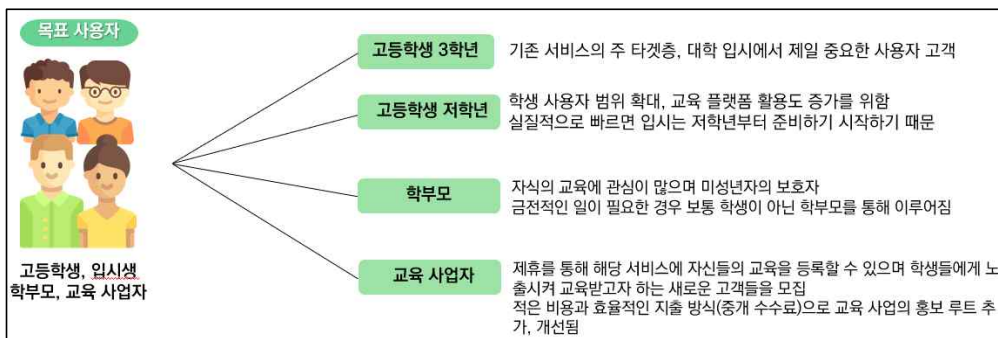 목표 사용자
고등학생, 입시생
학부모, 교육 사업자
고등학생 3학년
기존 서비스의 주 타겟층, 대학 입시에서 제일 중요한 사용자 고객
고등학생 저학년
학생 사용자 범위 확대, 교육 플랫폼 활용도 증가를 위함
실질적으로 빠르면 입시는 저학년부터 준비하기 시작하기 때문
학부모
자식의 교육에 관심이 많으며 미성년자의 보호자
금전적인 일이 필요한 경우 보통 학생이 아닌 학부모를 통해 이루어짐
교육 사업자
제휴를 통해 해당 서비스에 자신들의 교육을 등록할 수 있으며 학생들에게 노
출시켜 교육받고자 하는 새로운 고객들을 모집
적은 비용과 효율적인 지출 방식(중개 수수료)으로 교육 사업의 홍보 루트 추
가, 개선됨